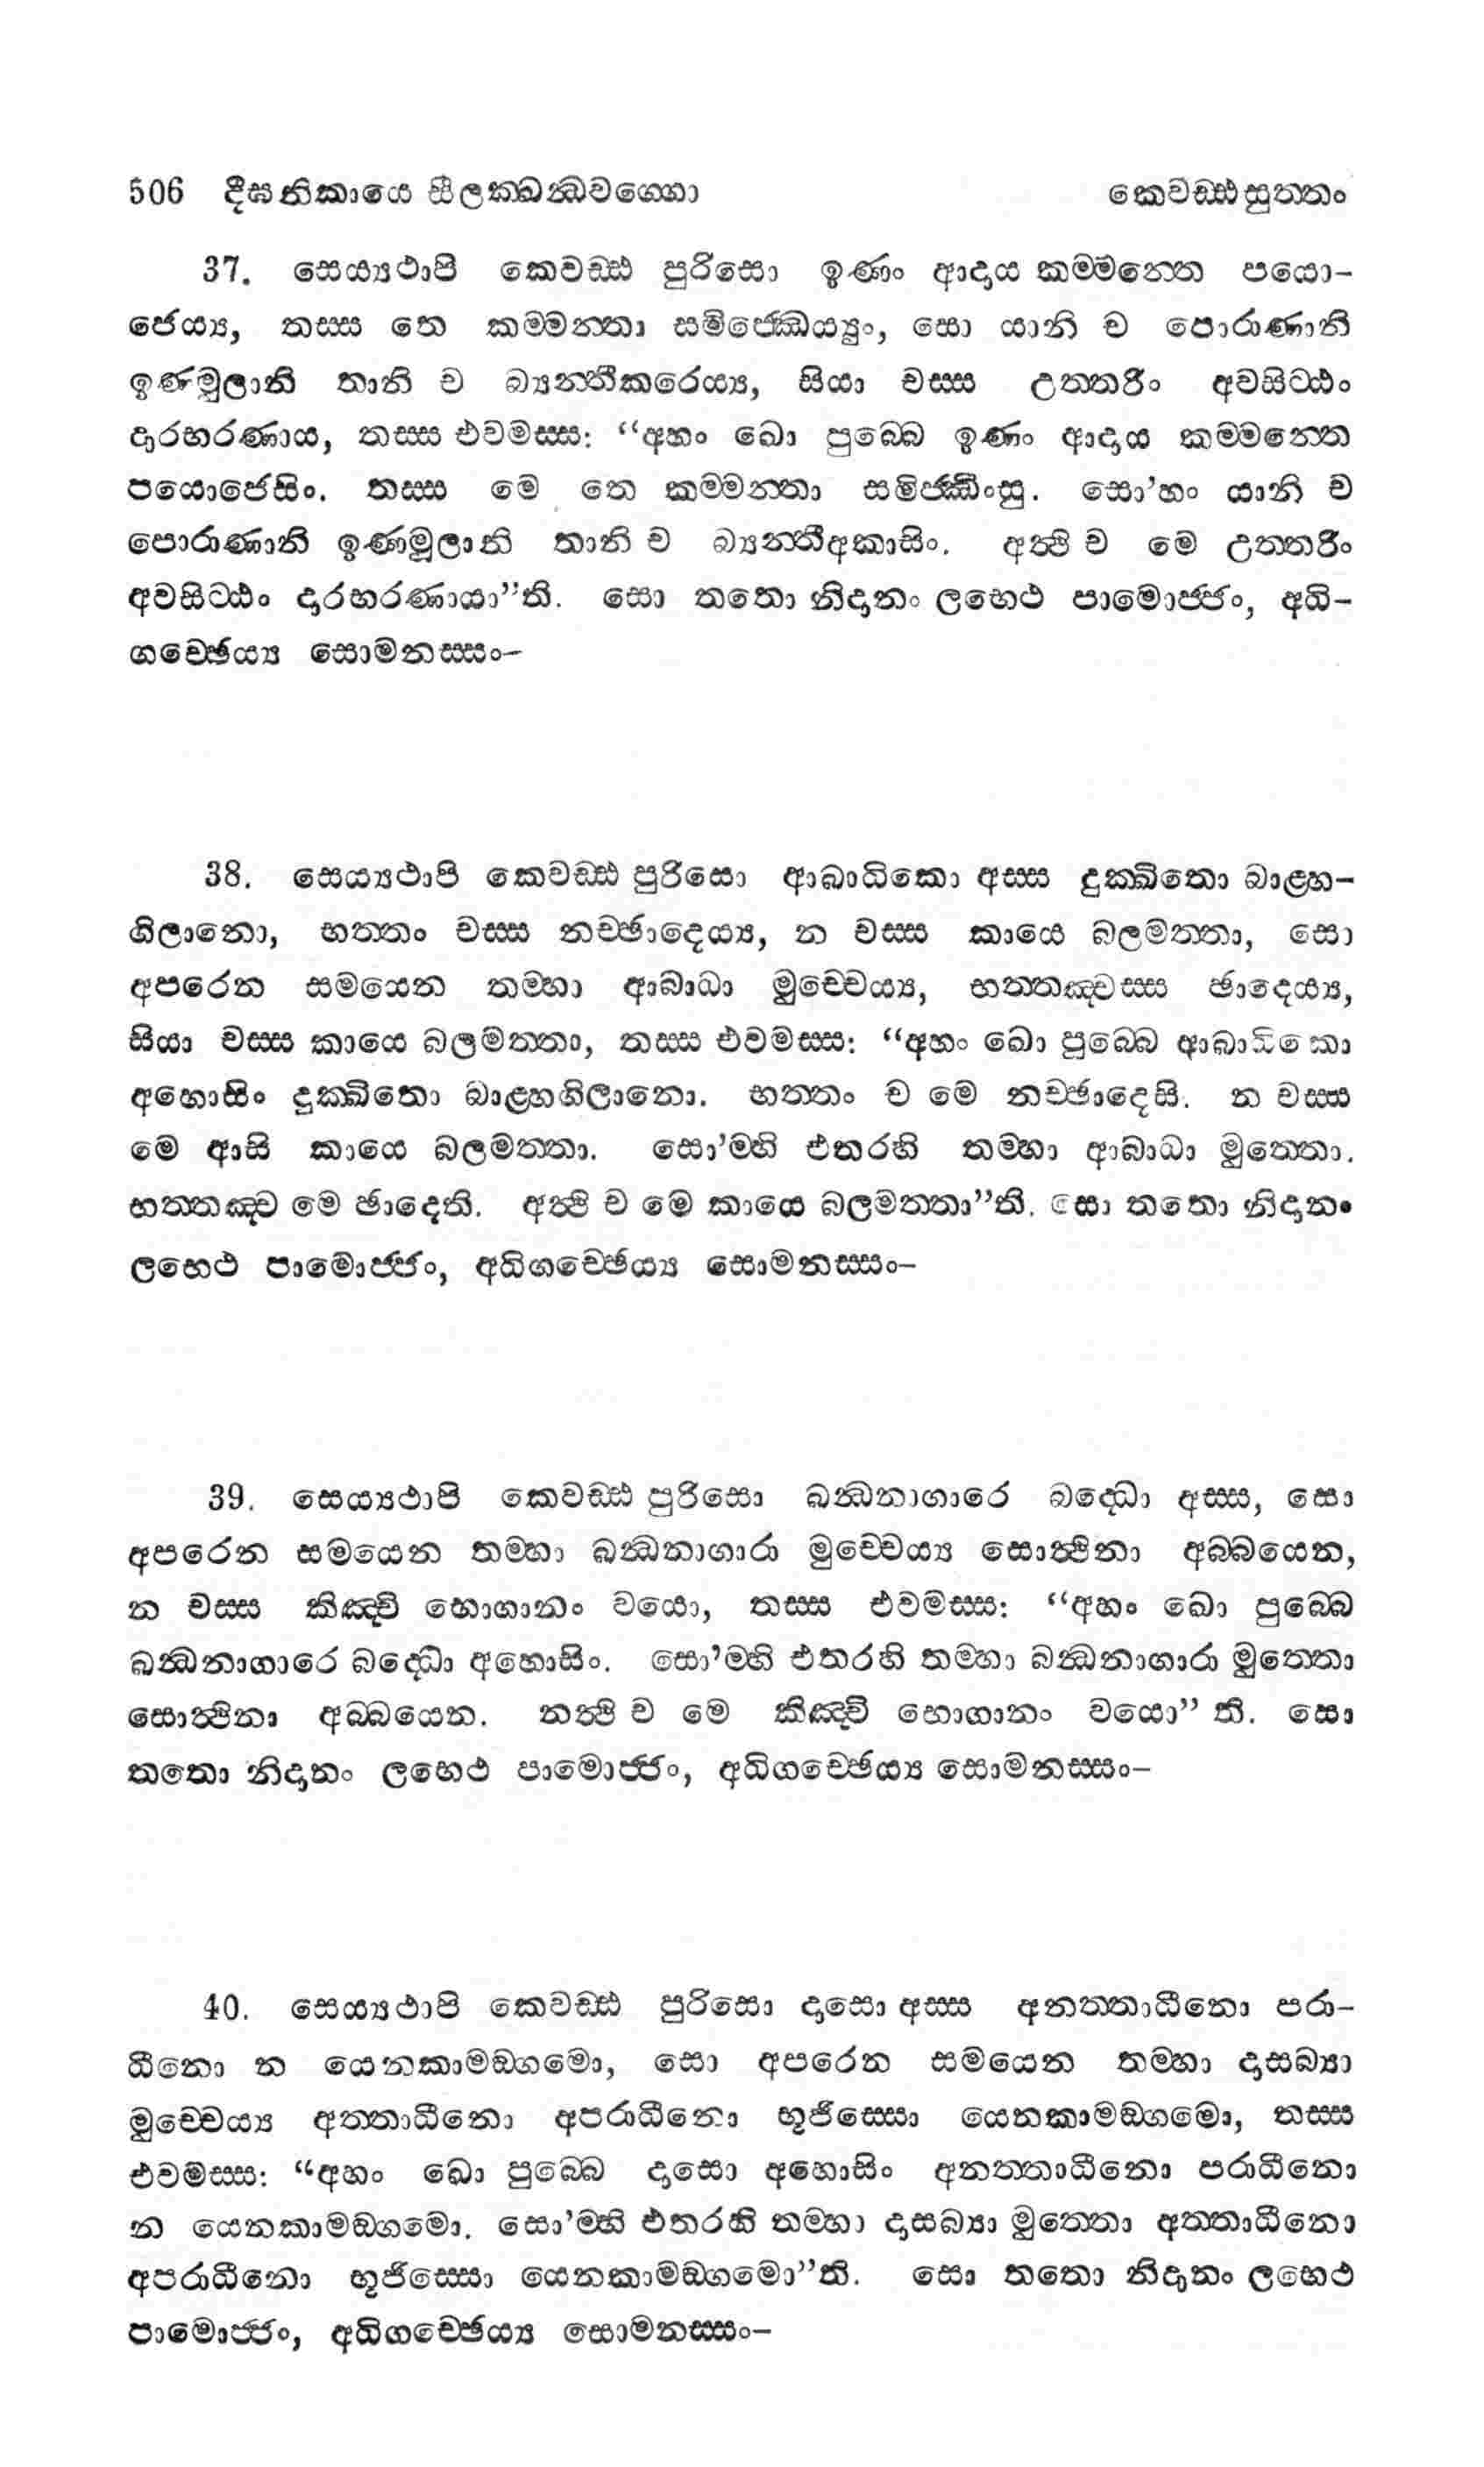 506 දීඝනිකායෙ සීලක්ඛන්ධවග්ගො කෙවඩ්ඪසුත්තං
37. සෙය්‍යථාපි කෙවඩ්ඪ පුරිසො ඉණං ආදාය කම්මන්තෙ පයො-
ජෙය්‍ය, තස්ස තෙ කම්මන්තා සමිජ්ඣෙය්‍යුං, සො යානි ච පොරාණානි
ඉණමූලානි තානි ච බ්‍යන්තීකරෙය්‍ය, සියා චස්ස උත්තරිං අවසිට්ඨං
දාරභරණාය, තස්ස එවමස්ස: “අහං ඛො පුබ්බෙ ඉණං ආදාය කම්මන්තෙ
පයොජෙසිං. තස්ස මෙ තෙ කම්මන්තා සමිජ්ඣිංසු. සො’හං යානි ච
පොරාණානි ඉණමූලානි තානි ච බ්‍යන්තීඅකාසිං. අත්ථි ච මෙ උත්තරිං
අවසිට්ඨං දාරභරණායා”ති. සො තතො නිදානං ලභෙථ පාමොජ්ජං, අධි-
ගච්ඡෙය්‍ය සොමනස්සං–
38. සෙය්‍යථාපි කෙවඩ්ඪ පුරිසො ආබාධිකො අස්ස දුක්ඛිතො බාළ්හ-
ගිලානො, භත්තං චස්ස නච්ඡාදෙය්‍ය, න චස්ස කායෙ බලමත්තා, සො
අපරෙන සමයෙන තම්හා ආබාධා මුච්චෙය්‍ය, භත්තඤ්චස්ස ඡාදෙය්‍ය,
සියා චස්ස කායෙ බලමත්තා, තස්ස එවමස්ස: “අහං ඛො පුබ්බෙ ආබාධිකො
අහොසිං දුක්ඛිතො බාළ්හගිලානො. භත්තං ච මෙ නච්ඡාදෙසි. න චස්ස
මෙ ආසි කායෙ බලමත්තා. සො’ම්හි එතරහි තම්හා ආබාධා මුත්තො.
භත්තඤ්ච මෙ ඡාදෙති. අත්ථි ච මෙ කායෙ බලමත්තා”ති. සො තතො නිදානං
ලභෙථ පාමොජ්ජං, අධිගච්ඡෙය්‍ය සොමනස්සං–
39. සෙය්‍යථාපි කෙවඩ්ඪ පුරිසො බන්ධනාගාරෙ බද්ධො අස්ස, සො
අපරෙන සමයෙන තම්හා බන්ධනාගාරා මුච්චෙය්‍ය සොත්ථිනා අබ්බයෙන,
න චස්ස කිඤ්චි භොගානං වයො, තස්ස එවමස්ස: “අහං ඛො පුබ්බෙ
බන්ධනාගාරෙ බද්ධො අහොසිං. සො’ම්හි එතරහි තම්හා බන්ධනාගාරා මුත්තො
සොත්ථිනා අබ්බයෙන. නත්ථි ච මෙ කිඤ්චි භොගානං වයො” ති. සො
තතො නිදානං ලභෙථ පාමොජ්ජං, අධිගච්ඡෙය්‍ය සොමනස්සං–
40. සෙය්‍යථාපි කෙවඩ්ඪ පුරිසො දාසො අස්ස අනත්තාධීනො පරා-
ධීනො න යෙනකාමඞ්ගමො, සො අපරෙන සමයෙන තම්හා දාසබ්‍යා
මුච්චෙය්‍ය අත්තාධීනො අපරාධීනො භූජිස්සො යෙනකාමඞ්ගමො, තස්ස
එවමස්ස: “අහං ඛො පුබ්බෙ දාසො අහොසිං අනත්තාධීනො පරාධීනො
න යෙනකාමඞ්ගමො. සො’ම්හි එතරහි තම්හා දාසබ්‍යා මුත්තො අත්තාධීනො
අපරාධීනො භූජිස්සො යෙනකාමඞ්ගමො”ති. සො තතො නිදානං ලභෙථ
පාමොජ්ජං, අධිගච්ඡෙය්‍ය සොමනස්සං–